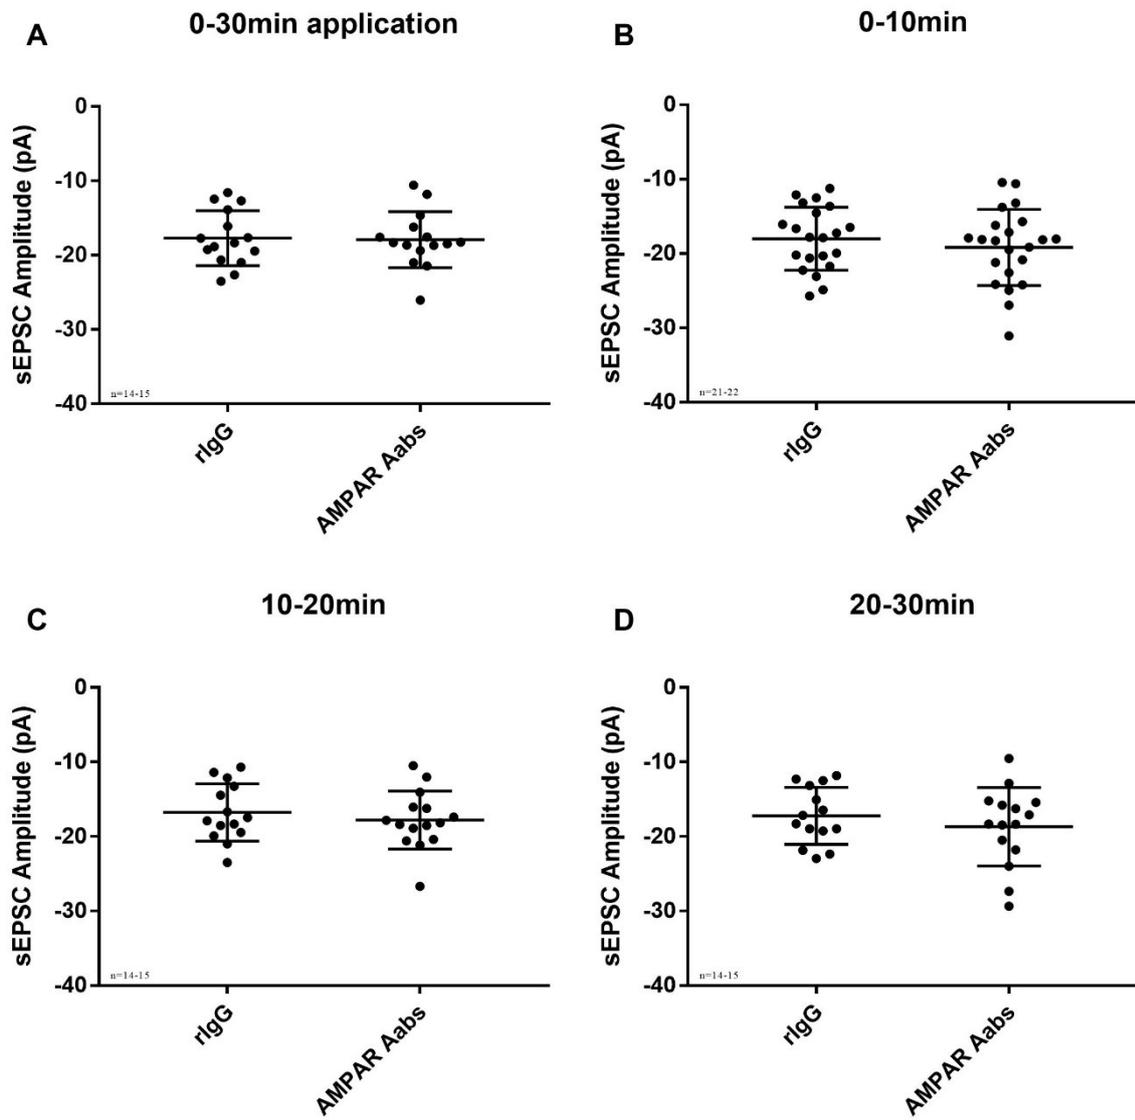 A
0-30min application
sEPSC Amplitude (pA)
0
-10
-20
-30
-40
n=14-15
rIgG
AMPAR Aabs
B
0-10min
sEPSC Amplitude (pA)
0
-10
-20
-30
-40
n=21-22
rIgG
AMPAR Aabs
C
10-20min
sEPSC Amplitude (pA)
0
-10
-20
-30
-40
n=14-15
rIgG
AMPAR Aabs
D
20-30min
sEPSC Amplitude (pA)
0
-10
-20
-30
-40
n=14-15
rIgG
AMPAR Aabs